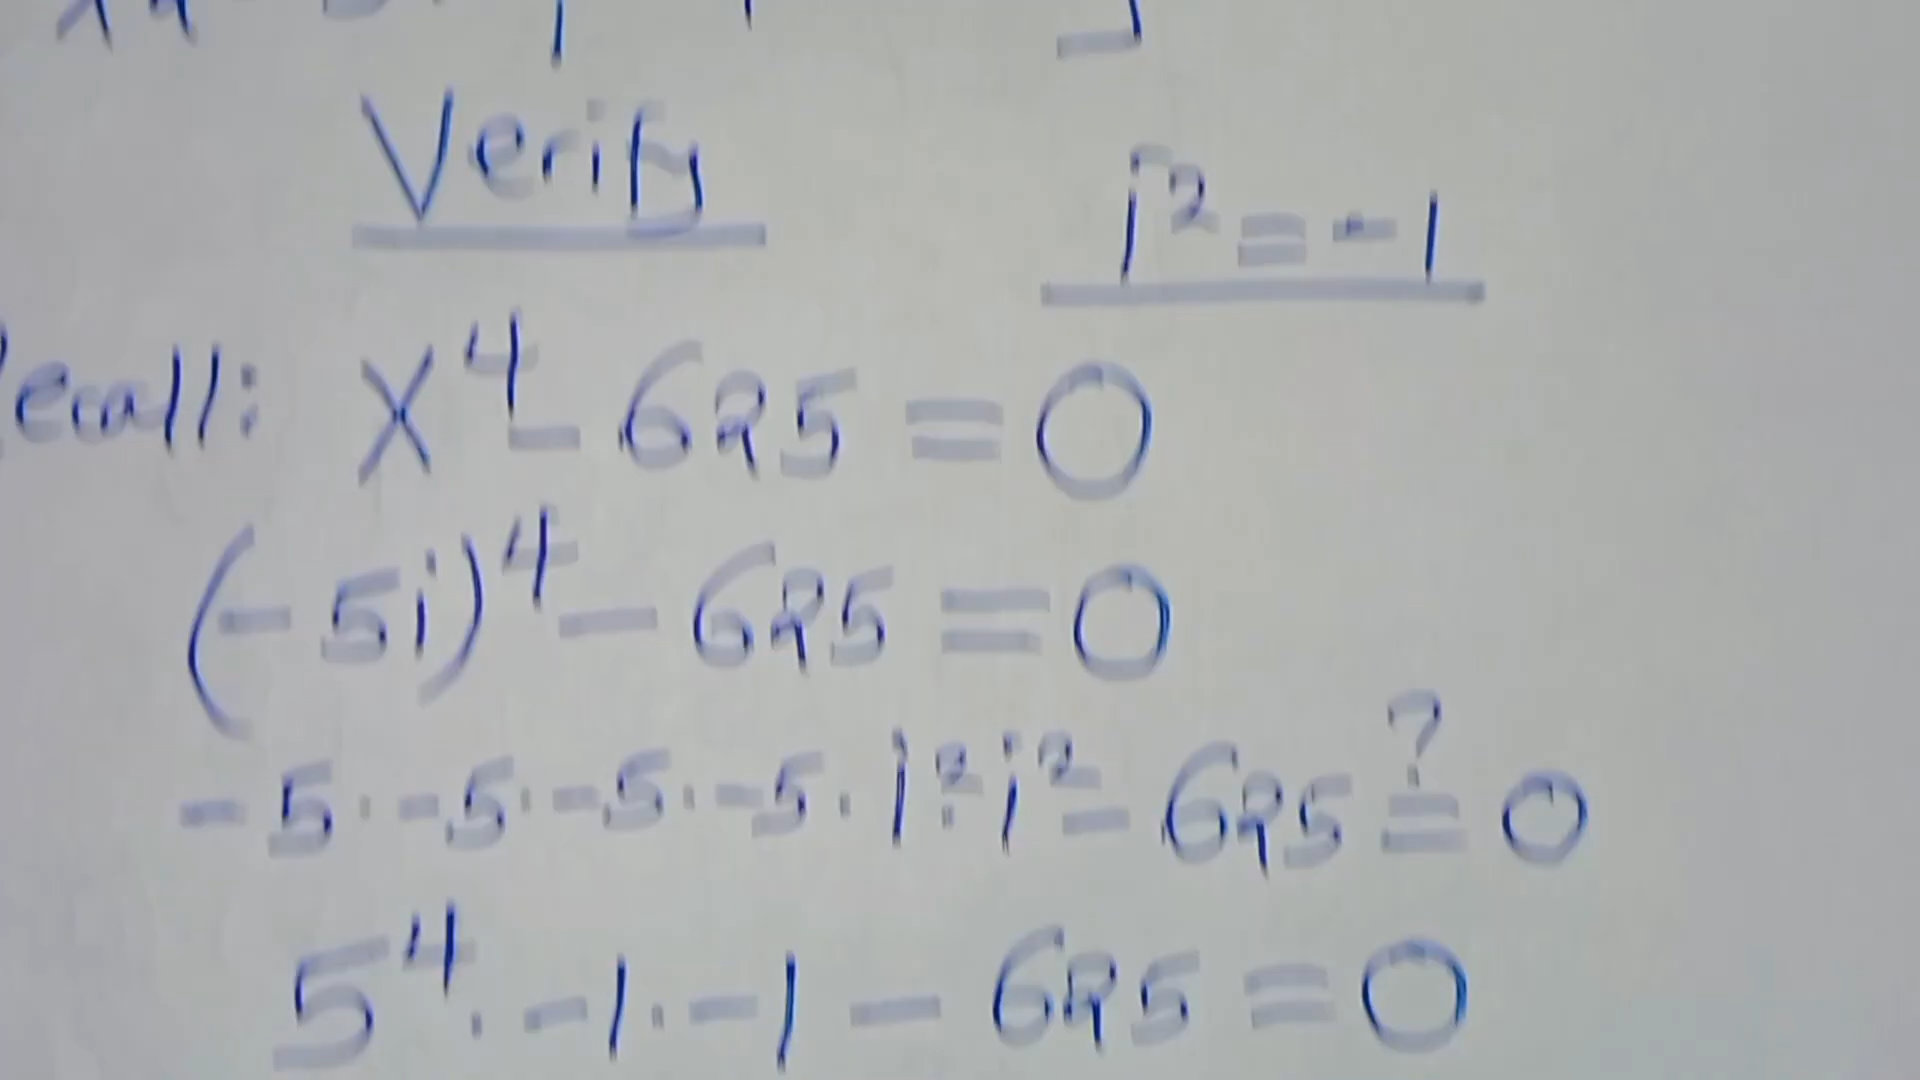 Verify
i² = -1
Recall: x⁴ - 625 = 0
(-5i)⁴ - 625 = 0
-5 · -5 · -5 · -5 · i² · i² - 625 ≟ 0
5⁴ · -1 · -1 - 625 = 0